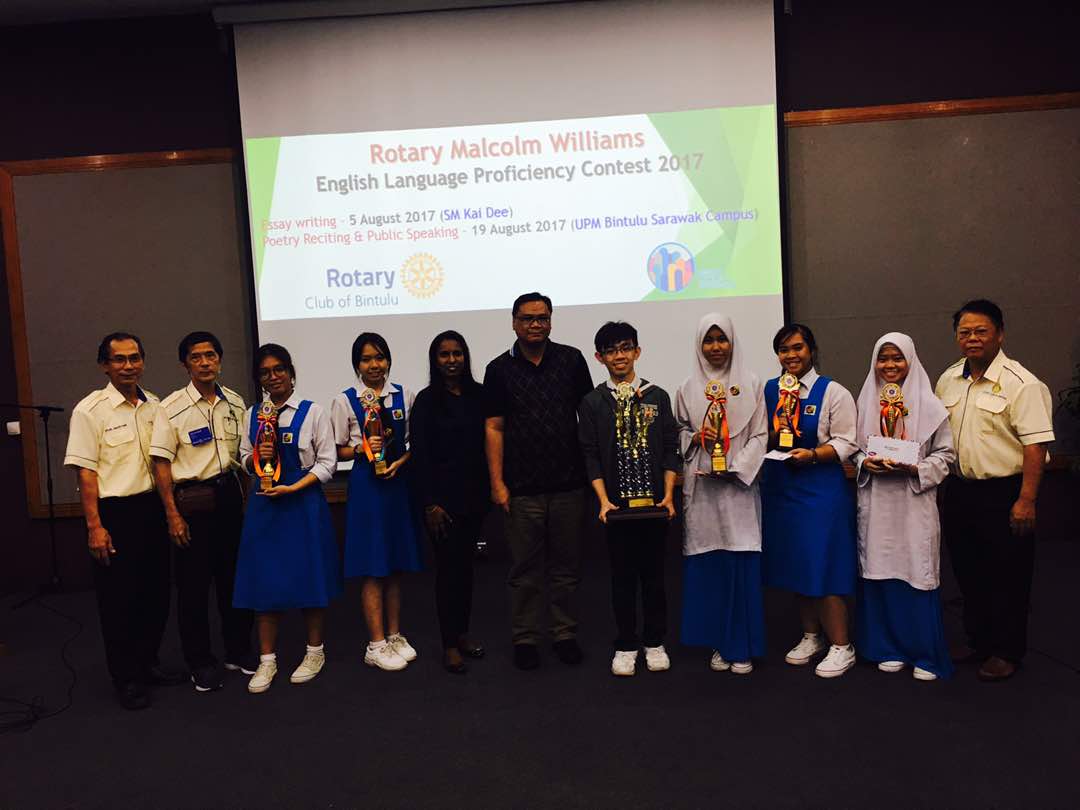 Rotary Malcolm Williams
English Language Proficiency Contest 2017
Essay writing - 5 August 2017 (SM Kai Dee)
Poetry Reciting & Public Speaking - 19 August 2017 (UPM Bintulu Sarawak Campus)
Rotary
Club of Bintulu